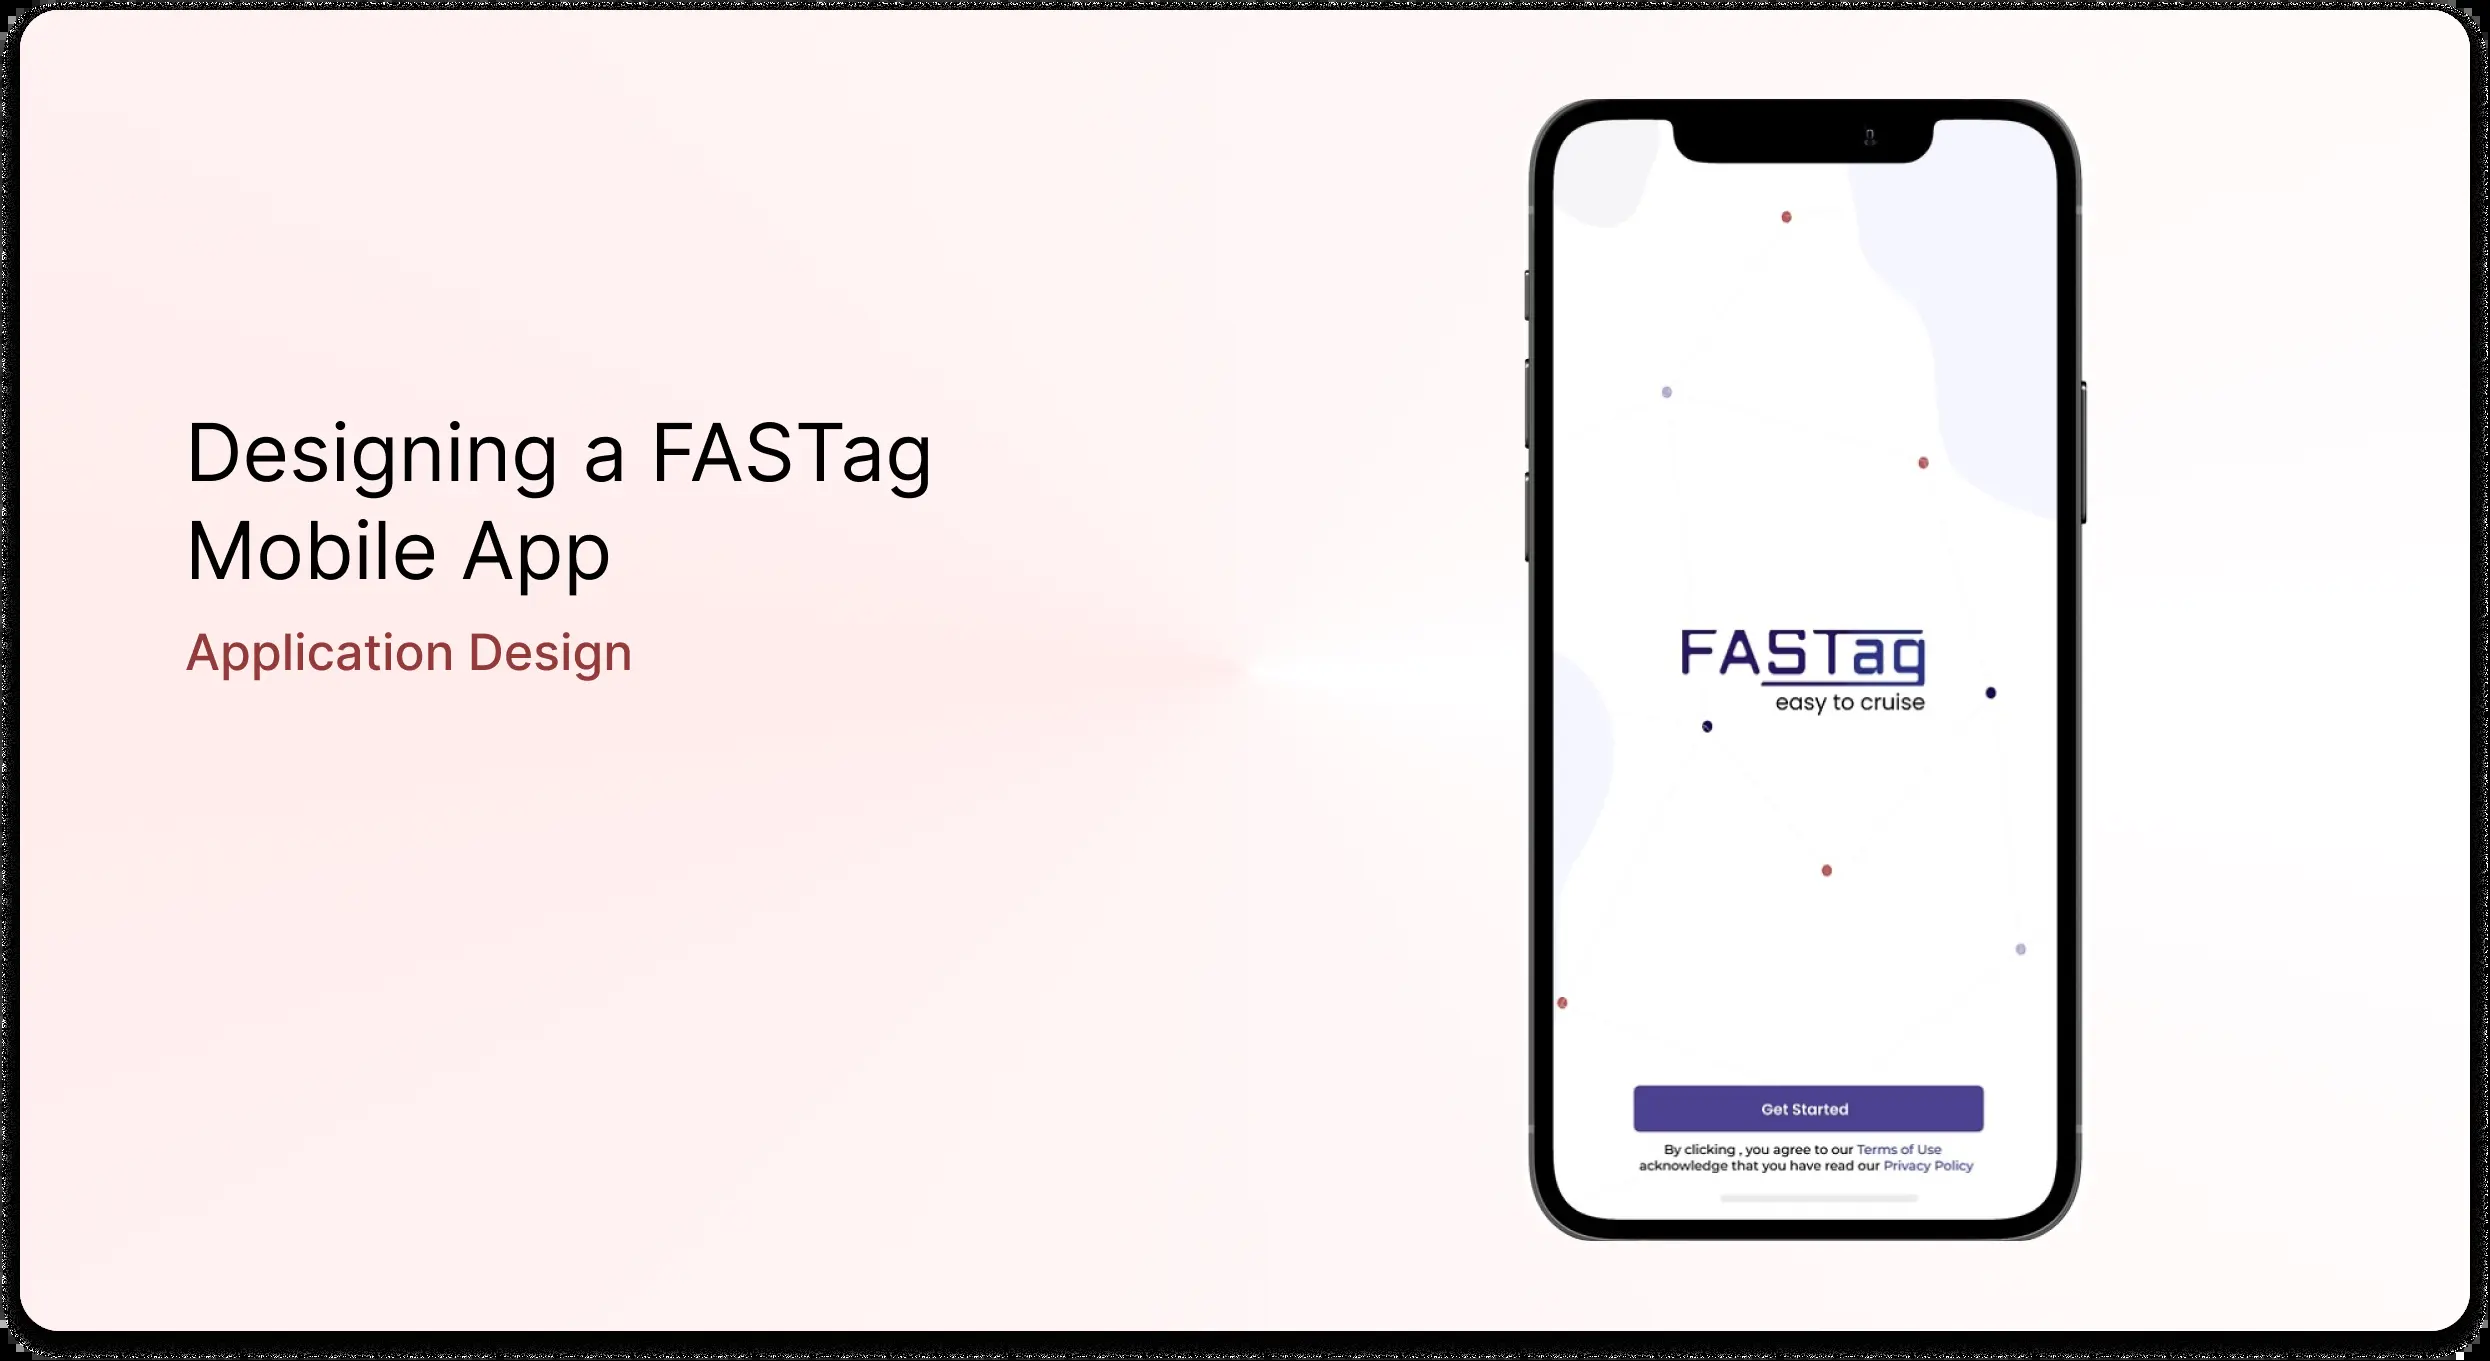 Designing a FASTag
Mobile App
Application Design
FASTag
easy to cruise
Get Started
By clicking , you agree to our Terms of Use
acknowledge that you have read our Privacy Policy